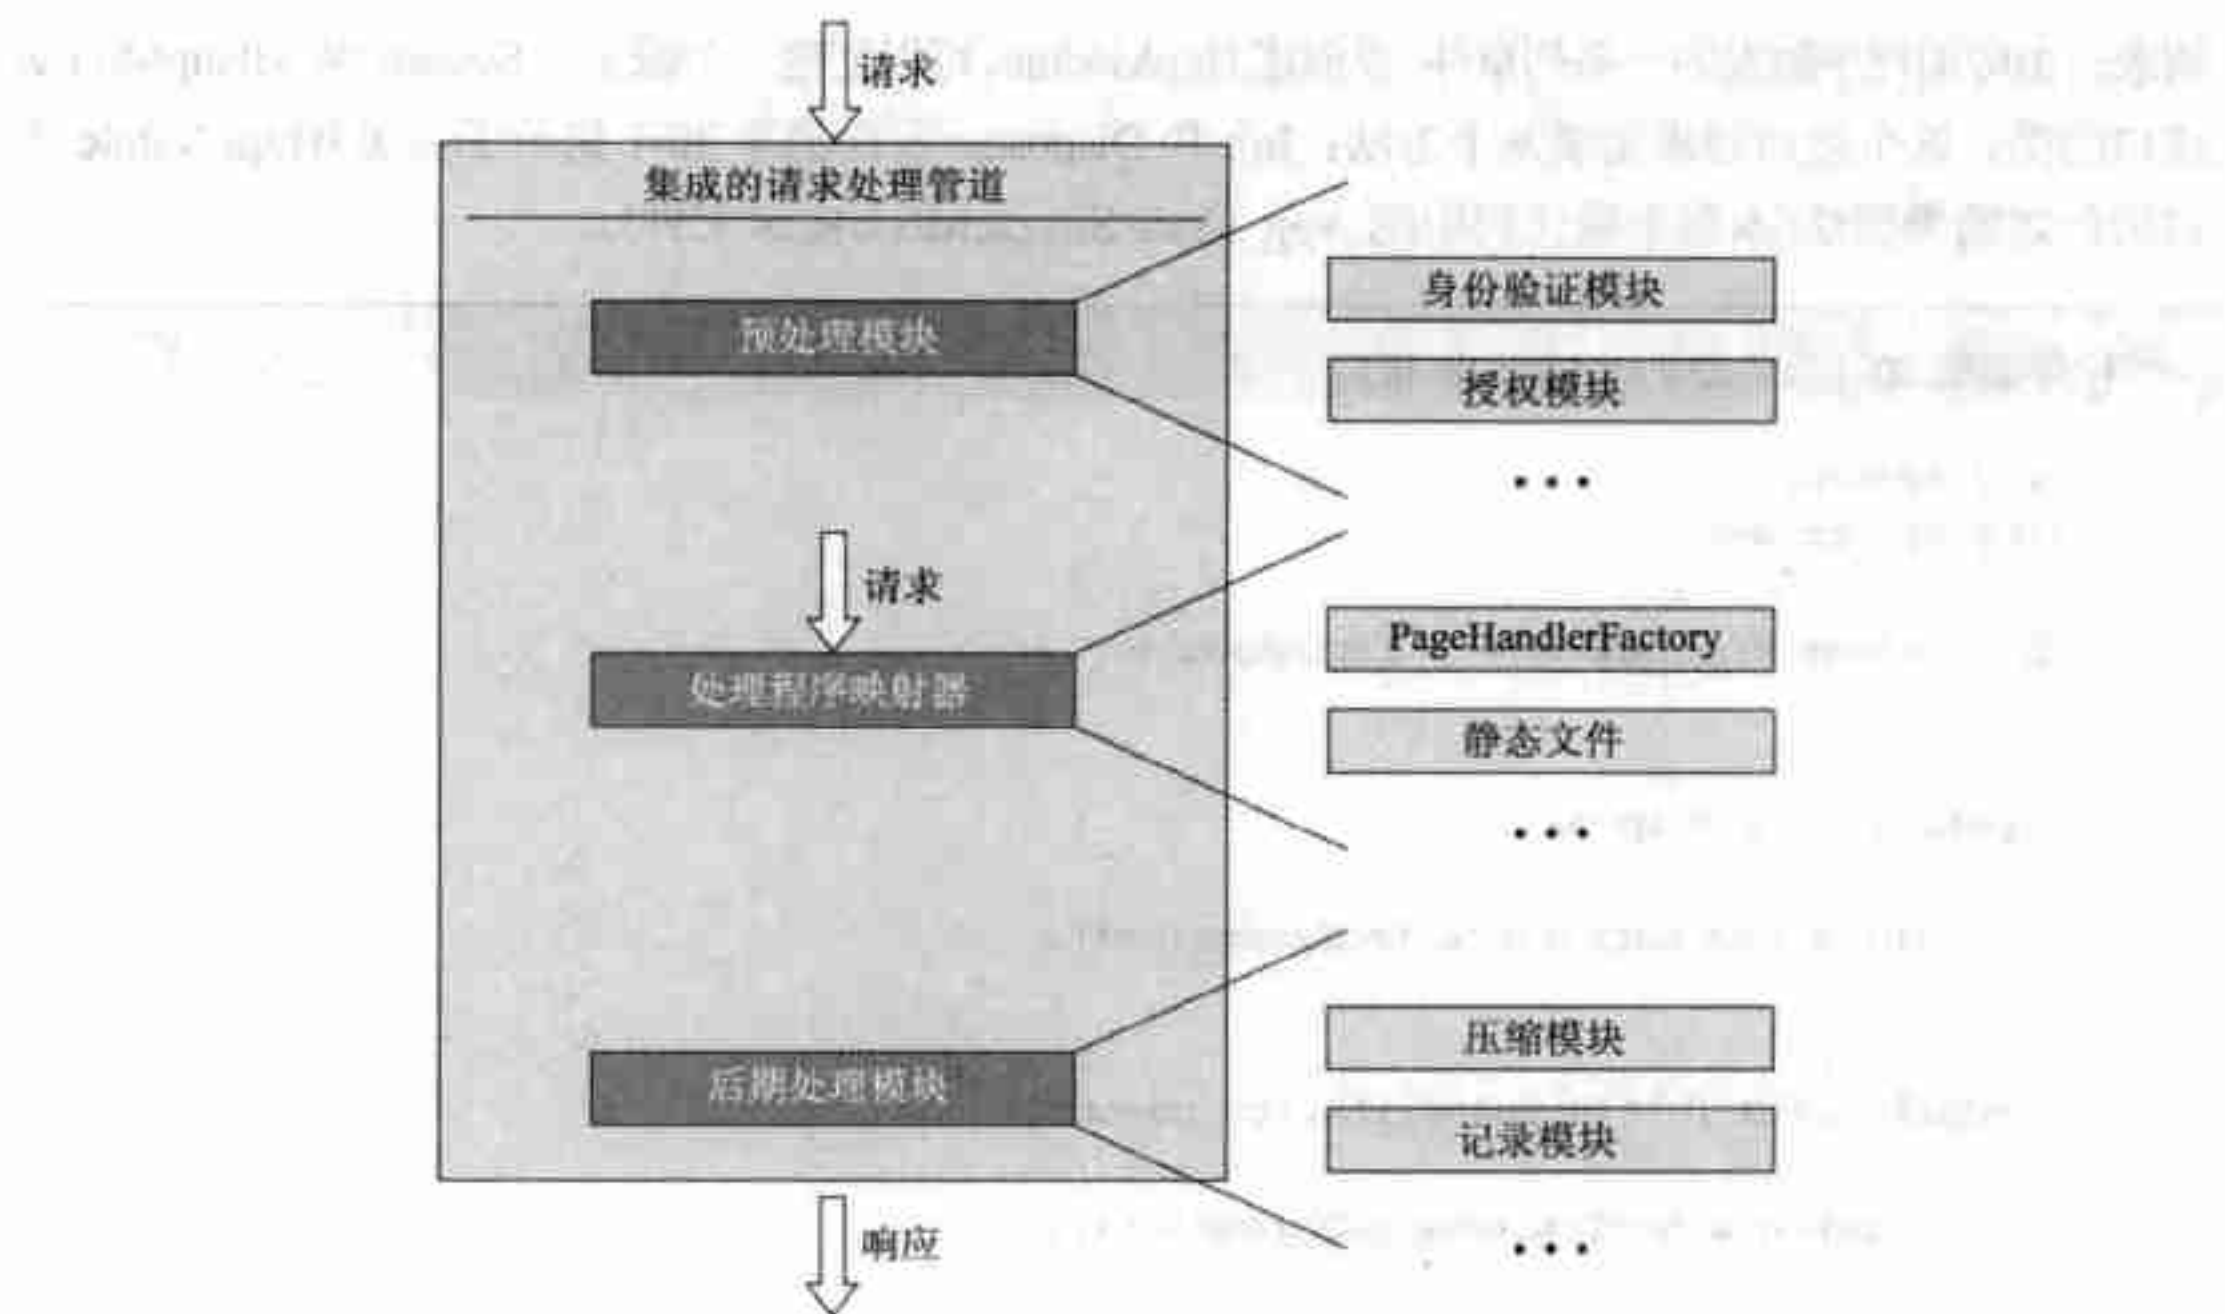 请求
集成的请求处理管道
预处理模块
身份验证模块
授权模块
• • •
请求
处理程序映射器
PageHandlerFactory
静态文件
• • •
后期处理模块
压缩模块
记录模块
• • •
响应